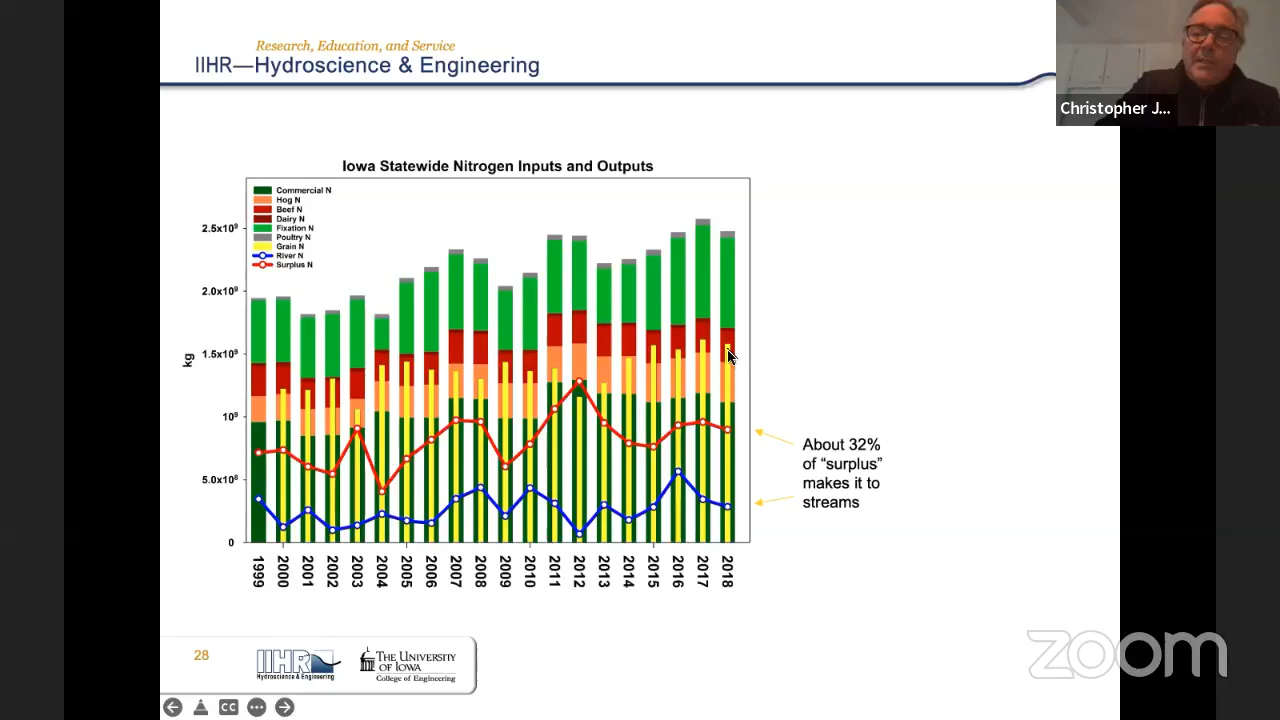 Research, Education, and Service
IIHR—Hydroscience & Engineering
Christopher J...
Iowa Statewide Nitrogen Inputs and Outputs
Commercial N
Hog N
Beef N
Dairy N
Fixation N
Poultry N
Grain N
River N
Surplus N
2.5x10⁹
2.0x10⁹
1.5x10⁹
10⁹
5.0x10⁸
0
kg
1999 2000 2001 2002 2003 2004 2005 2006 2007 2008 2009 2010 2011 2012 2013 2014 2015 2016 2017 2018
About 32%
of “surplus”
makes it to
streams
28
IIHR
Hydroscience & Engineering
THE UNIVERSITY
OF IOWA
College of Engineering
CC
zoom